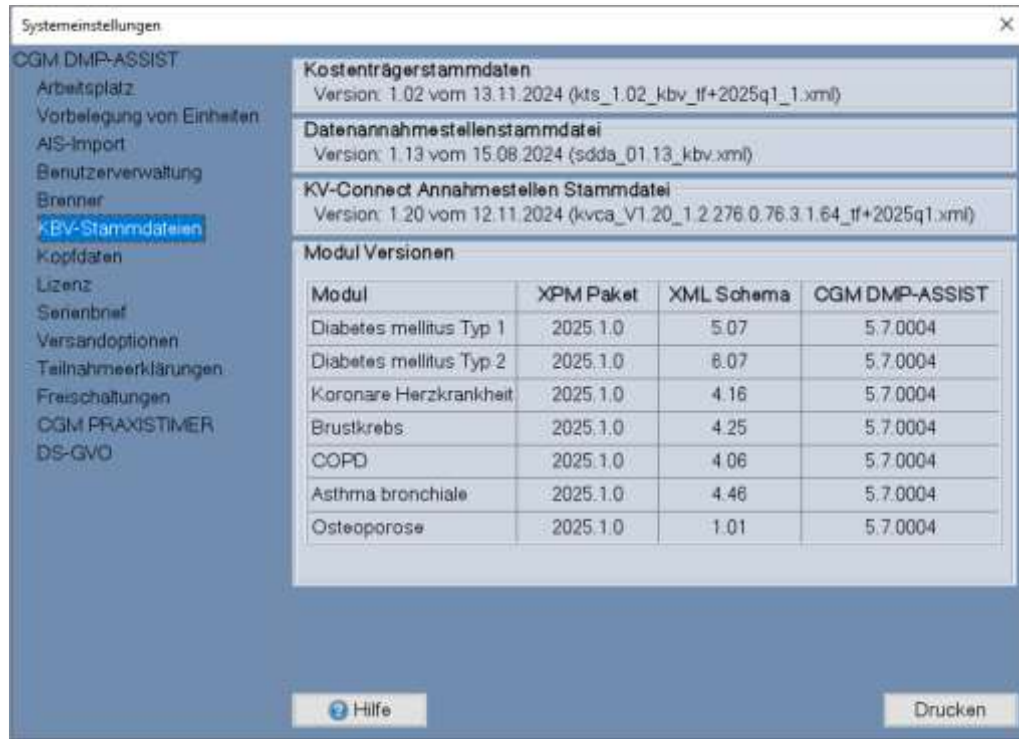 Systemeinstellungen
CGM DMP-ASSIST
Arbeitsplatz
Vorbelegung von Einheiten
AIS-Import
Benutzerverwaltung
Brenner
KBV-Stammdateien
Kopfdaten
Lizenz
Serienbrief
Versandoptionen
Teilnahmeerklärungen
Freischaltungen
CGM PRAXISTIMER
DS-GVO
Kostenträgerstammdaten
Version: 1.02 vom 13.11.2024 (kts_1.02_kbv_tf+2025q1_1.xml)
Datenannahmestellenstammdatei
Version: 1.13 vom 15.08.2024 (sdda_01.13_kbv.xml)
KV-Connect Annahmestellen Stammdatei
Version: 1.20 vom 12.11.2024 (kvca_V1.20_1.2.276.0.76.3.1.64_tf+2025q1.xml)
Modul Versionen
Modul XPM Paket XML Schema CGM DMP-ASSIST
Diabetes mellitus Typ 1 2025.1.0 5.07 5.7.0004
Diabetes mellitus Typ 2 2025.1.0 6.07 5.7.0004
Koronare Herzkrankheit 2025.1.0 4.16 5.7.0004
Brustkrebs 2025.1.0 4.25 5.7.0004
COPD 2025.1.0 4.06 5.7.0004
Asthma bronchiale 2025.1.0 4.46 5.7.0004
Osteoporose 2025.1.0 1.01 5.7.0004
Hilfe
Drucken